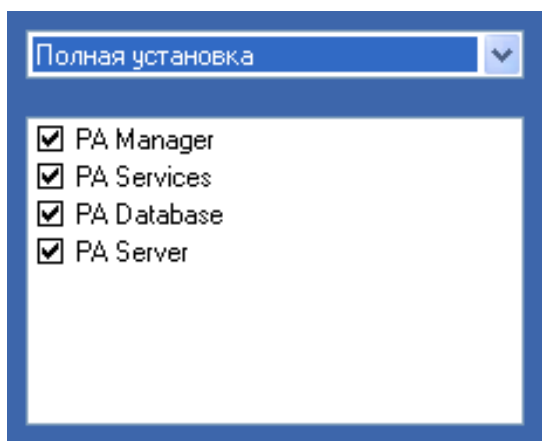 Полная установка
PA Manager
PA Services
PA Database
PA Server